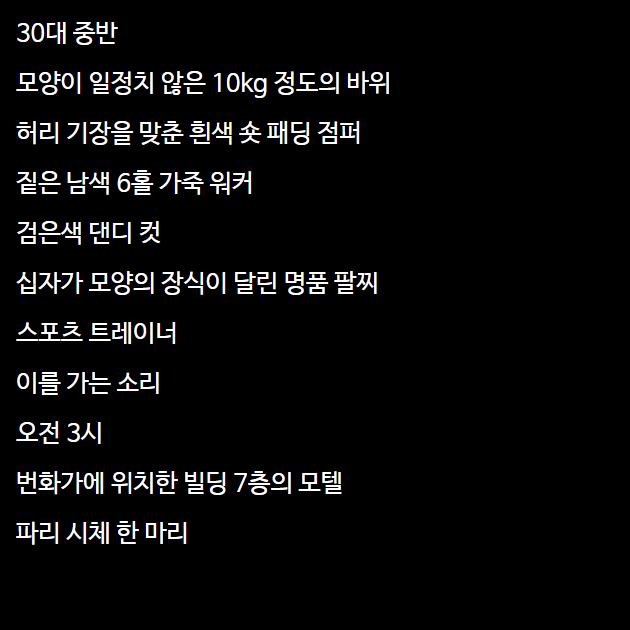 30대 중반
모양이 일정치 않은 10kg 정도의 바위
허리 기장을 맞춘 흰색 숏 패딩 점퍼
짙은 남색 6홀 가죽 워커
검은색 댄디 컷
십자가 모양의 장식이 달린 명품 팔찌
스포츠 트레이너
이를 가는 소리
오전 3시
번화가에 위치한 빌딩 7층의 모텔
파리 시체 한 마리